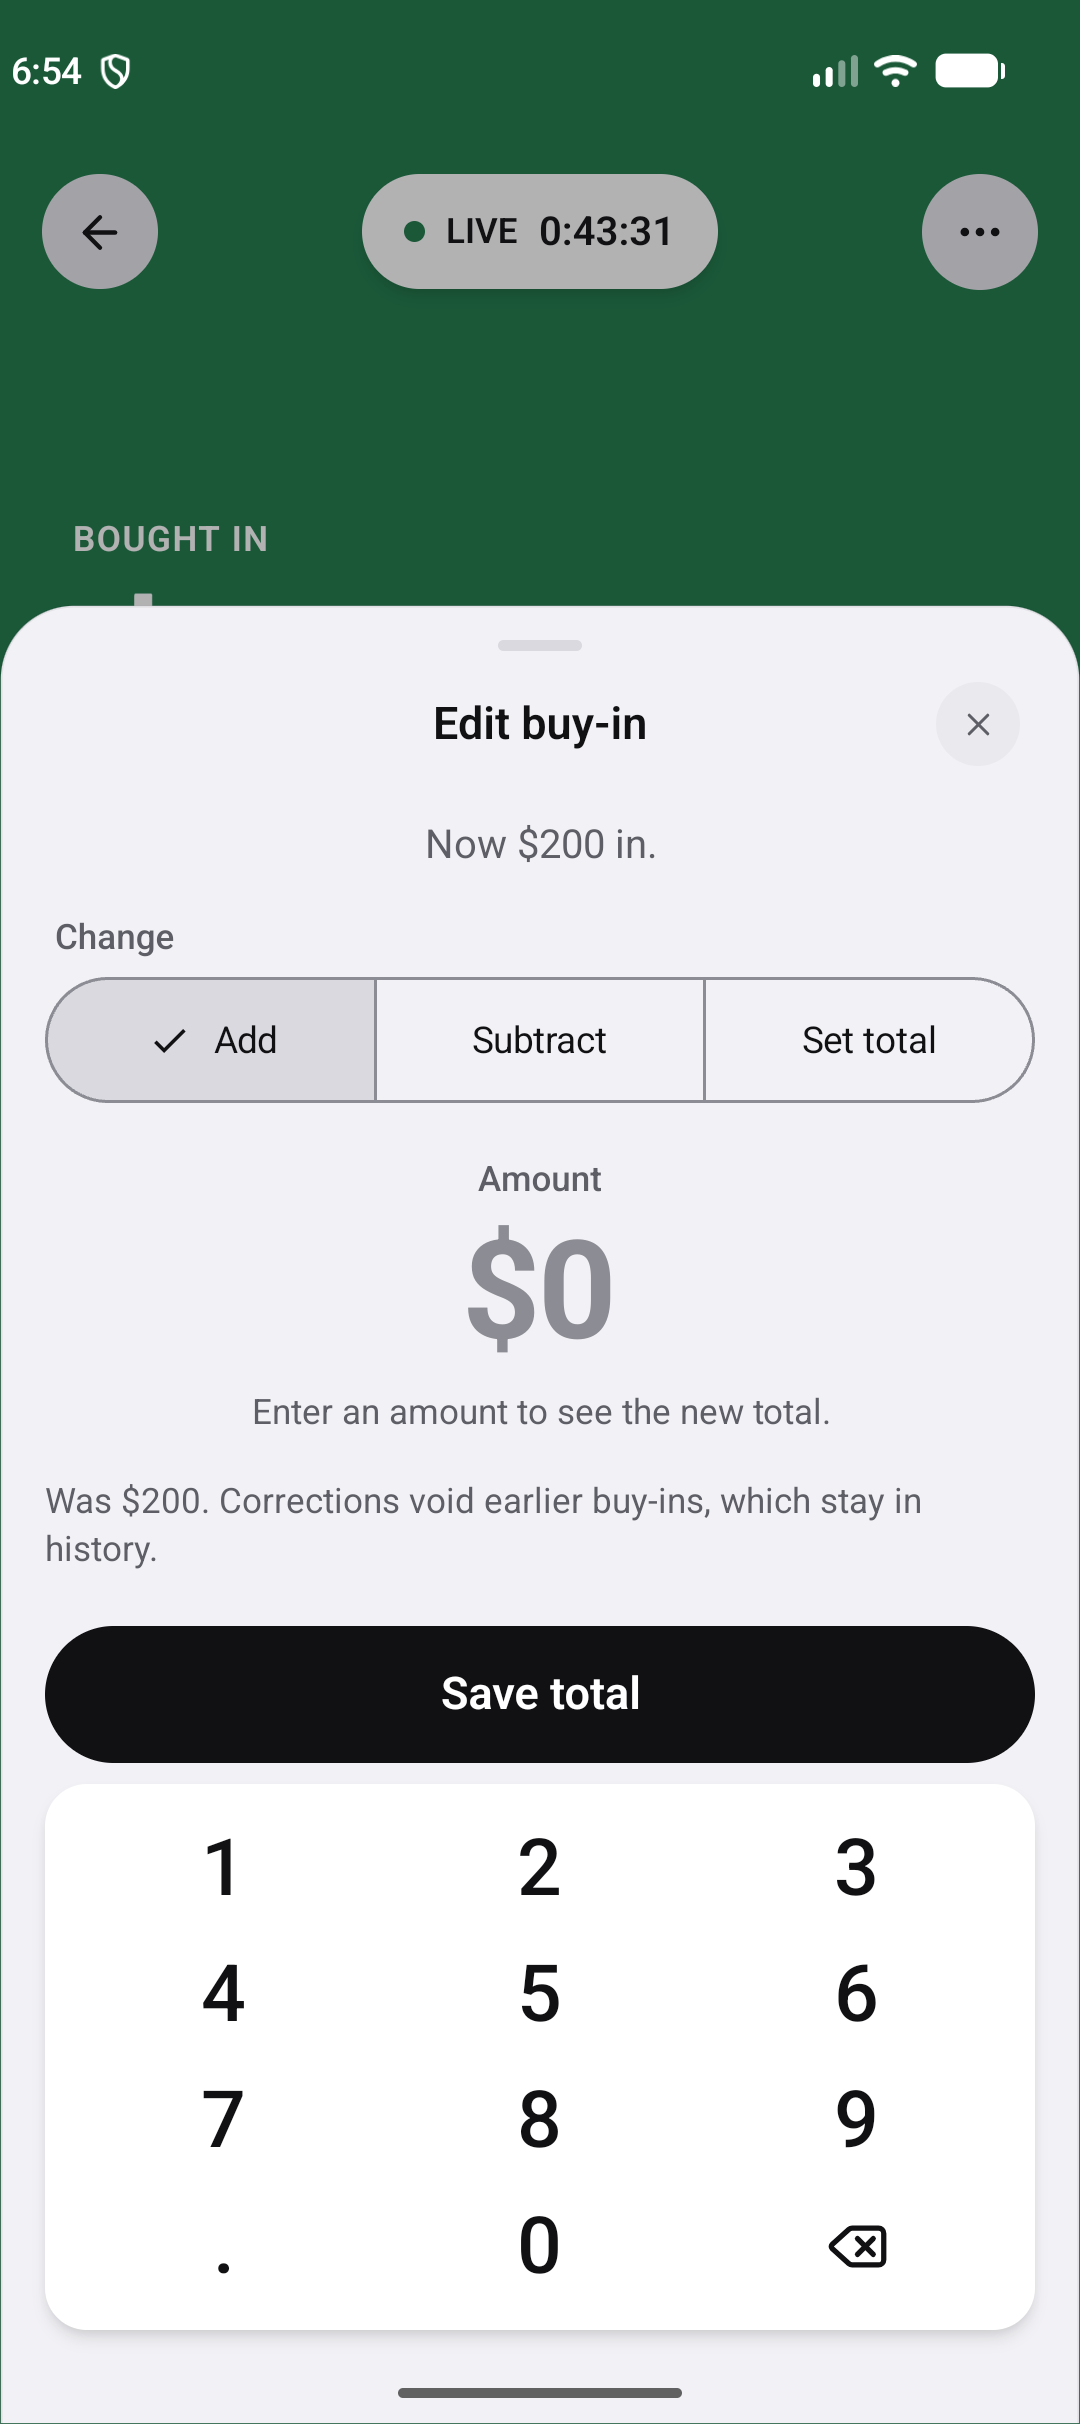 6:54
LIVE 0:43:31
BOUGHT IN
Edit buy-in
Now $200 in.
Change
Add Subtract Set total
Amount
$0
Enter an amount to see the new total.
Was $200. Corrections void earlier buy-ins, which stay in
history.
Save total
1 2 3
4 5 6
7 8 9
. 0